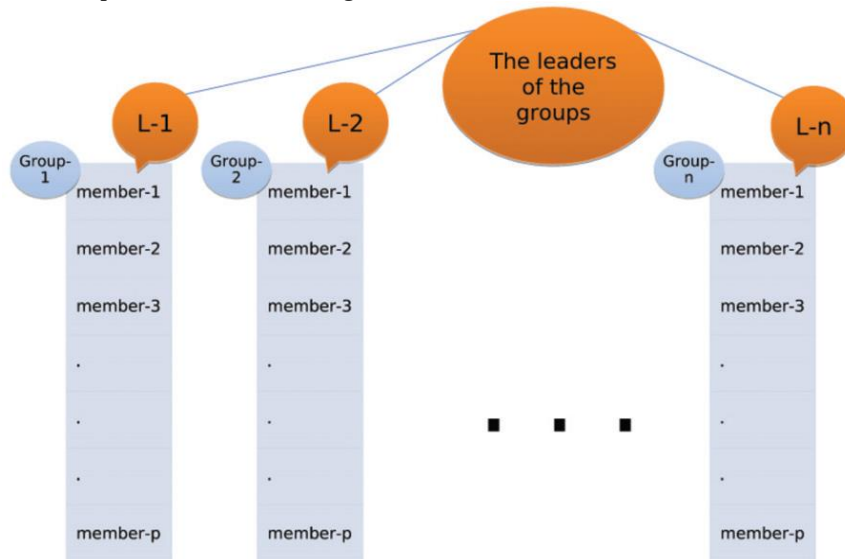 The leaders
of the
groups
L-1
L-2
L-n
Group-
1
Group-
2
Group-
n
member-1
member-1
member-1
member-2
member-2
member-2
member-3
member-3
member-3
.
.
.
.
.
.
. . .
.
.
.
member-p
member-p
member-p